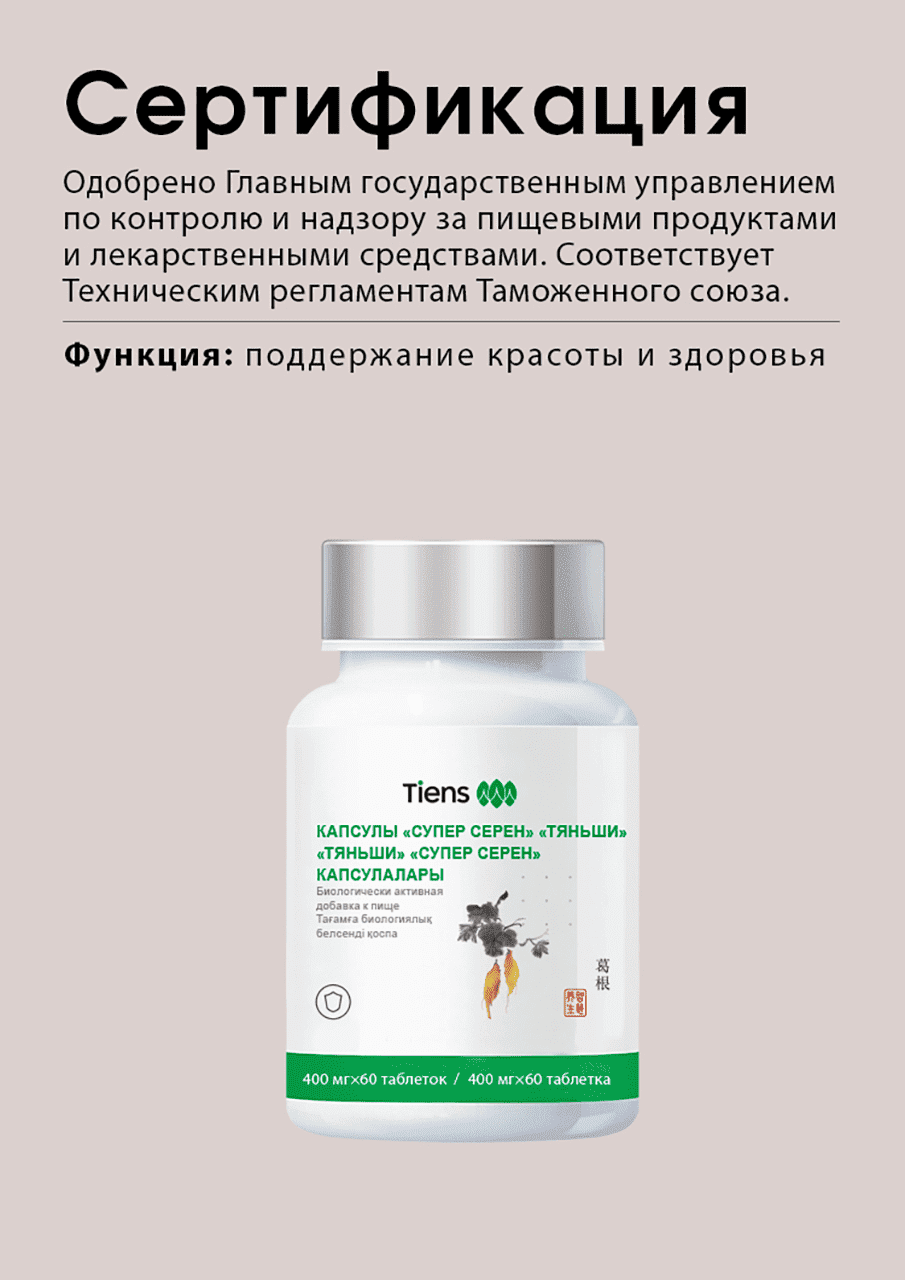 Сертификация
Одобрено Главным государственным управлением
по контролю и надзору за пищевыми продуктами
и лекарственными средствами. Соответствует
Техническим регламентам Таможенного союза.
Функция: поддержание красоты и здоровья
Tiens
КАПСУЛЫ «СУПЕР СЕРЕН» «ТЯНЬШИ»
«ТЯНЬШИ» «СУПЕР СЕРЕН»
КАПСУЛАЛАРЫ
Биологически активная
добавка к пище
Тағамға биологиялық
белсенді қоспа
葛根
400 мг×60 таблеток / 400 мг×60 таблетка